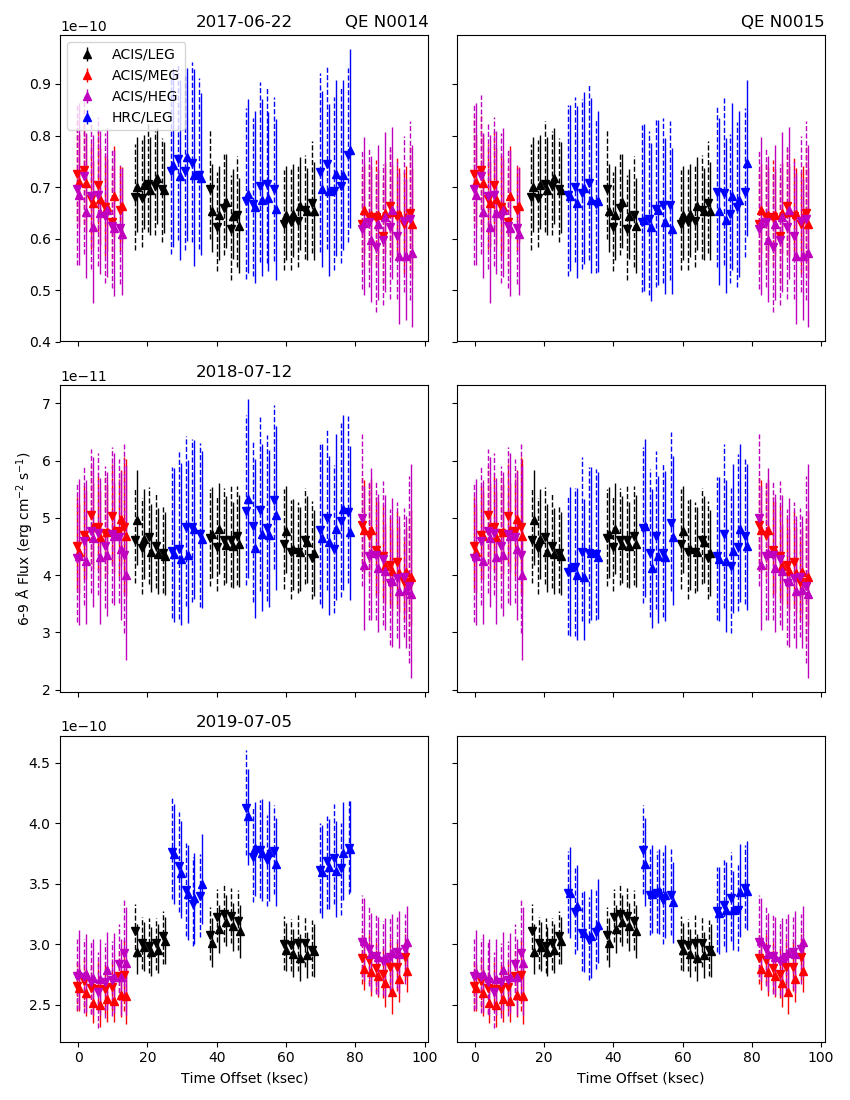 1e−10
2017-06-22
QE N0014
QE N0015
ACIS/LEG
ACIS/MEG
ACIS/HEG
HRC/LEG
0.9
0.8
0.7
0.6
0.5
0.4
1e−11
2018-07-12
7
6
5
4
3
2
6-9 Å Flux (erg cm⁻² s⁻¹)
1e−10
2019-07-05
4.5
4.0
3.5
3.0
2.5
0 20 40 60 80 100
0 20 40 60 80 100
Time Offset (ksec)
Time Offset (ksec)